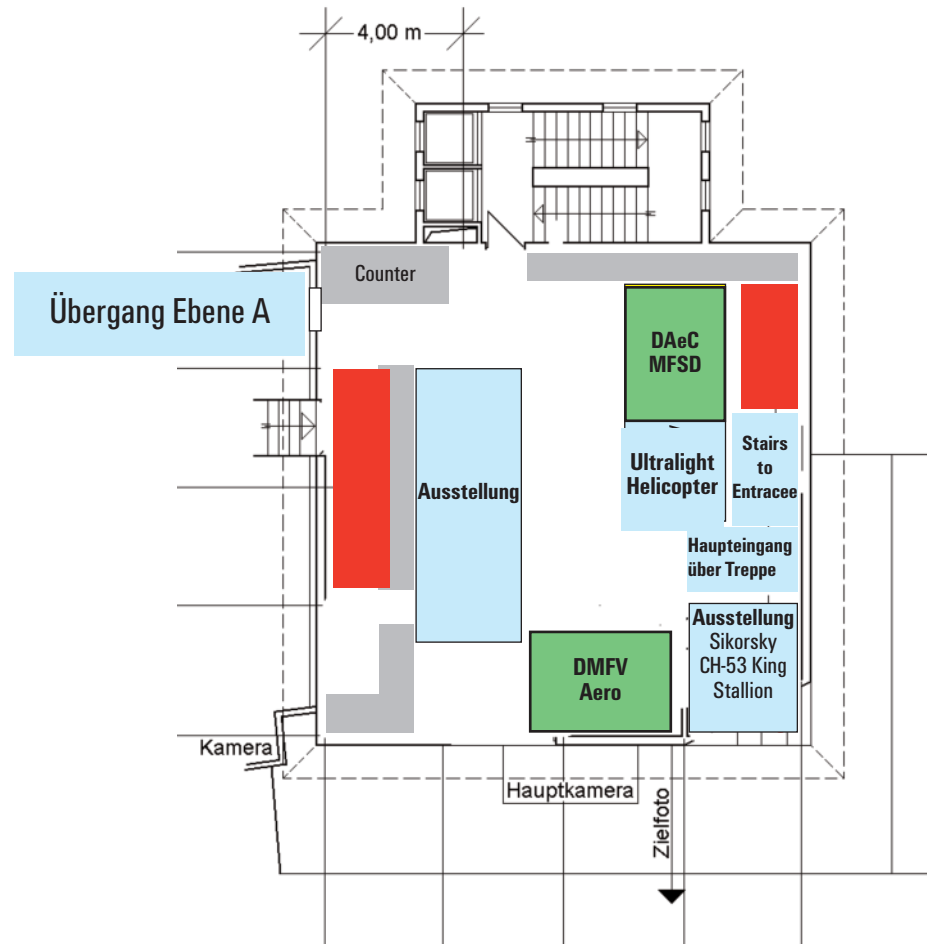 4,00 m
Counter
Übergang Ebene A
DAeC
MFSD
Ausstellung
Ultralight
Helicopter
Stairs
to
Entracee
Haupteingang
über Treppe
Ausstellung
Sikorsky
CH-53 King
Stallion
DMFV
Aero
Kamera
Hauptkamera
Zielfoto